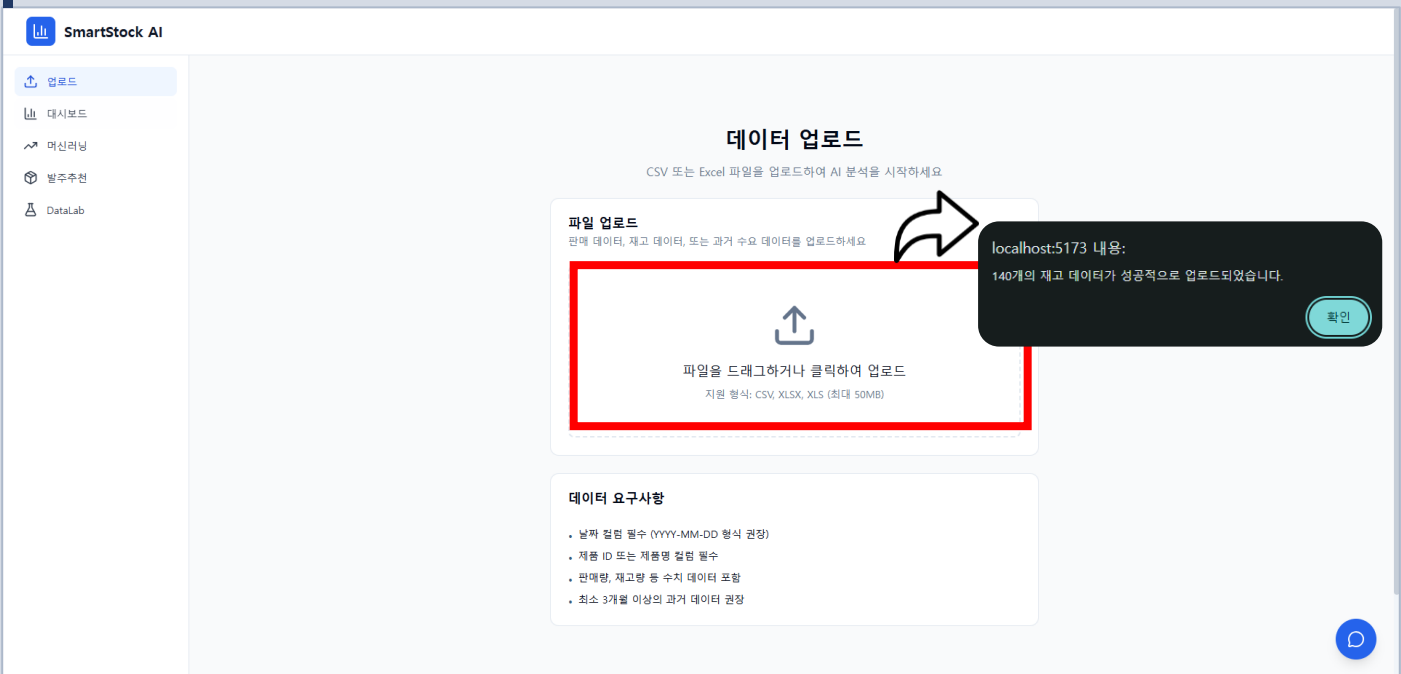 SmartStock AI
업로드
대시보드
머신러닝
발주추천
DataLab
데이터 업로드
CSV 또는 Excel 파일을 업로드하여 AI 분석을 시작하세요
파일 업로드
판매 데이터, 재고 데이터, 또는 과거 수요 데이터를 업로드하세요
파일을 드래그하거나 클릭하여 업로드
지원 형식: CSV, XLSX, XLS (최대 50MB)
localhost:5173 내용:
140개의 재고 데이터가 성공적으로 업로드되었습니다.
확인
데이터 요구사항
• 날짜 컬럼 필수 (YYYY-MM-DD 형식 권장)
• 제품 ID 또는 제품명 컬럼 필수
• 판매량, 재고량 등 수치 데이터 포함
• 최소 3개월 이상의 과거 데이터 권장